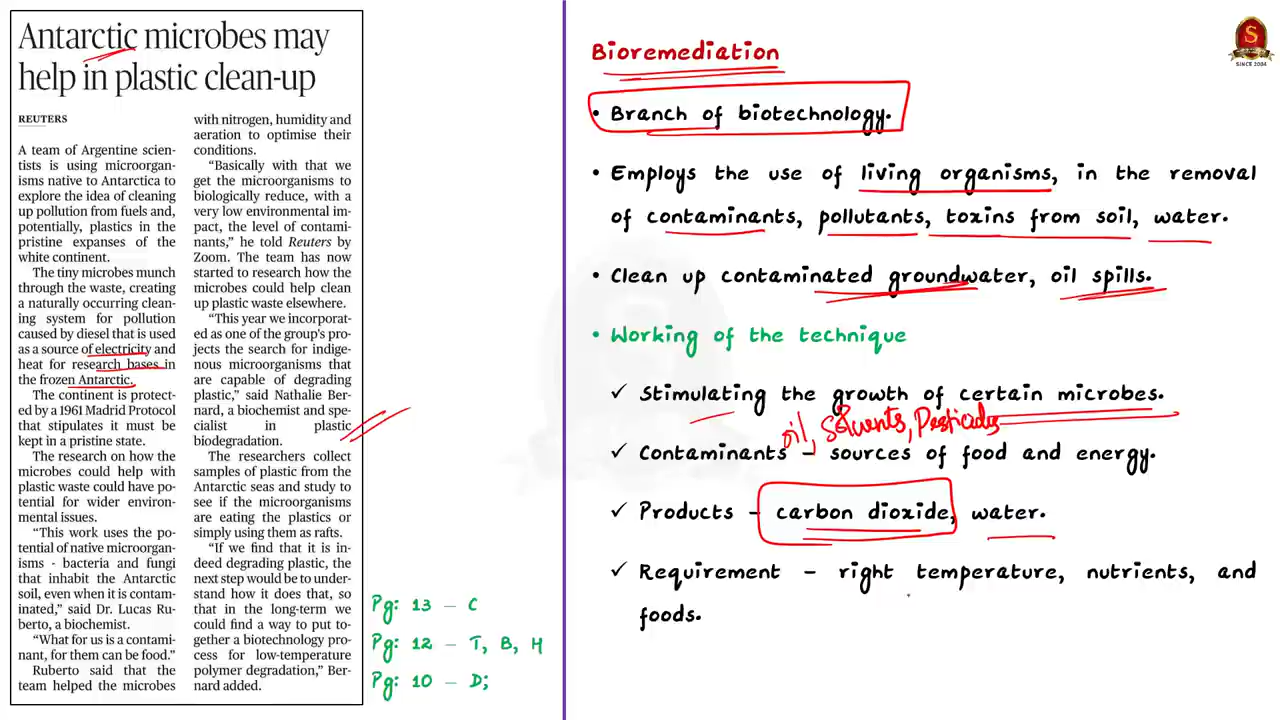 Antarctic microbes may
help in plastic clean-up
REUTERS
A team of Argentine scien-
tists is using microorgan-
isms native to Antarctica to
explore the idea of cleaning
up pollution from fuels and,
potentially, plastics in the
pristine expanses of the
white continent.
The tiny microbes munch
through the waste, creating
a naturally occurring clean-
ing system for pollution
caused by diesel that is used
as a source of electricity and
heat for research bases in
the frozen Antarctic.
The continent is protect-
ed by a 1961 Madrid Protocol
that stipulates it must be
kept in a pristine state.
The research on how the
microbes could help with
plastic waste could have po-
tential for wider environ-
mental issues.
“This work uses the po-
tential of native microorgan-
isms - bacteria and fungi
that inhabit the Antarctic
soil, even when it is contam-
inated,” said Dr. Lucas Ru-
berto, a biochemist.
“What for us is a contami-
nant, for them can be food.”
Ruberto said that the
team helped the microbes
with nitrogen, humidity and
aeration to optimise their
conditions.
“Basically with that we
get the microorganisms to
biologically reduce, with a
very low environmental im-
pact, the level of contami-
nants,” he told Reuters by
Zoom. The team has now
started to research how the
microbes could help clean
up plastic waste elsewhere.
“This year we incorporat-
ed as one of the group's pro-
jects the search for indige-
nous microorganisms that
are capable of degrading
plastic,” said Nathalie Ber-
nard, a biochemist and spe-
cialist in plastic
biodegradation.
The researchers collect
samples of plastic from the
Antarctic seas and study to
see if the microorganisms
are eating the plastics or
simply using them as rafts.
“If we find that it is in-
deed degrading plastic, the
next step would be to under-
stand how it does that, so
that in the long-term we
could find a way to put to-
gether a biotechnology pro-
cess for low-temperature
polymer degradation,” Ber-
nard added.
Pg: 13 – C
Pg: 12 – T, B, H
Pg: 10 – D;
Bioremediation
• Branch of biotechnology.
• Employs the use of living organisms, in the removal
of contaminants, pollutants, toxins from soil, water.
• Clean up contaminated groundwater, oil spills.
• Working of the technique
✓ Stimulating the growth of certain microbes.
oil, Solvents, Pesticides
✓ Contaminants – sources of food and energy.
✓ Products – carbon dioxide, water.
✓ Requirement – right temperature, nutrients, and
foods.
S
SINCE 2004